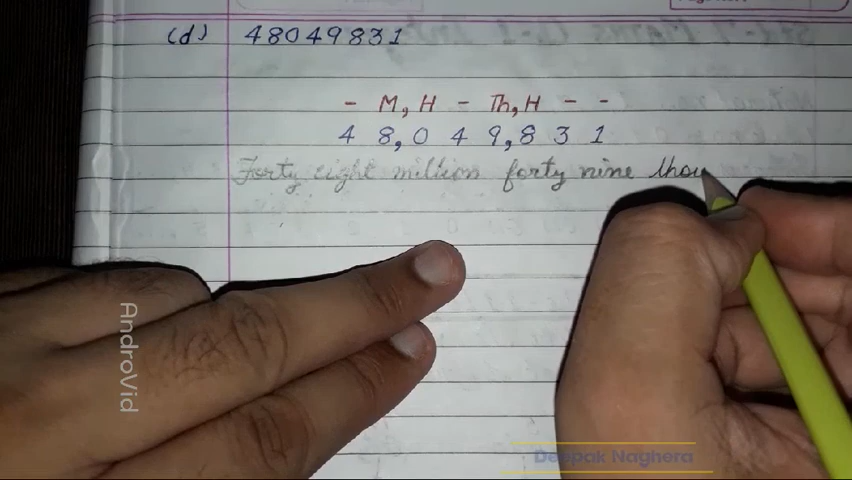 (d) 48049831
- M, H - Th, H - -
4 8,0 4 9,8 3 1
Forty eight million forty nine thou
AndroVid
Deepak Naghera